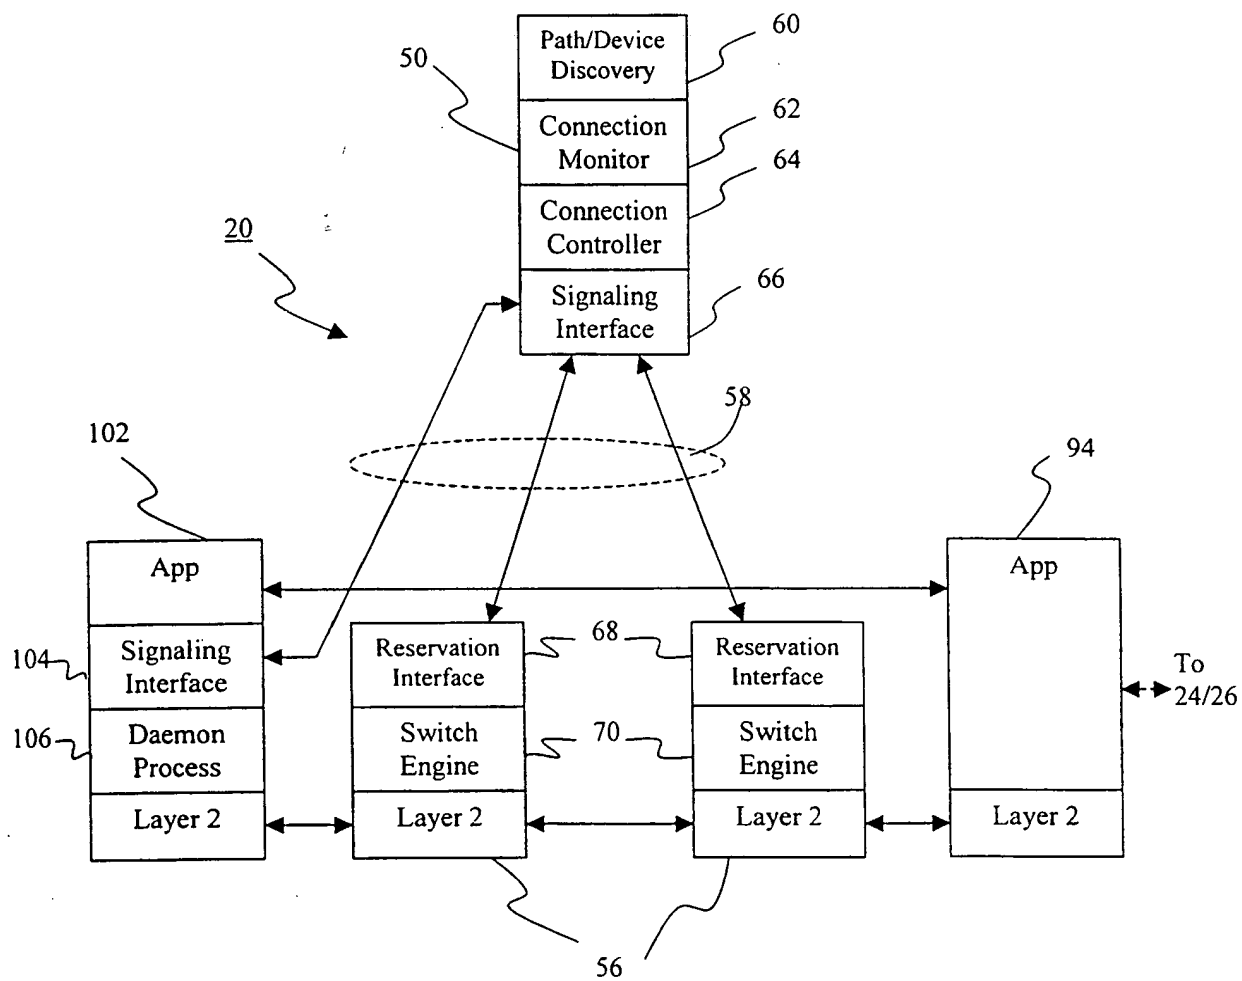 Path/Device
Discovery
60
50
Connection
Monitor
62
Connection
Controller
64
20
Signaling
Interface
66
58
102
94
App
App
104
Signaling
Interface
Reservation
Interface
68
Reservation
Interface
To
24/26
106
Daemon
Process
Switch
Engine
70
Switch
Engine
Layer 2
Layer 2
Layer 2
Layer 2
56